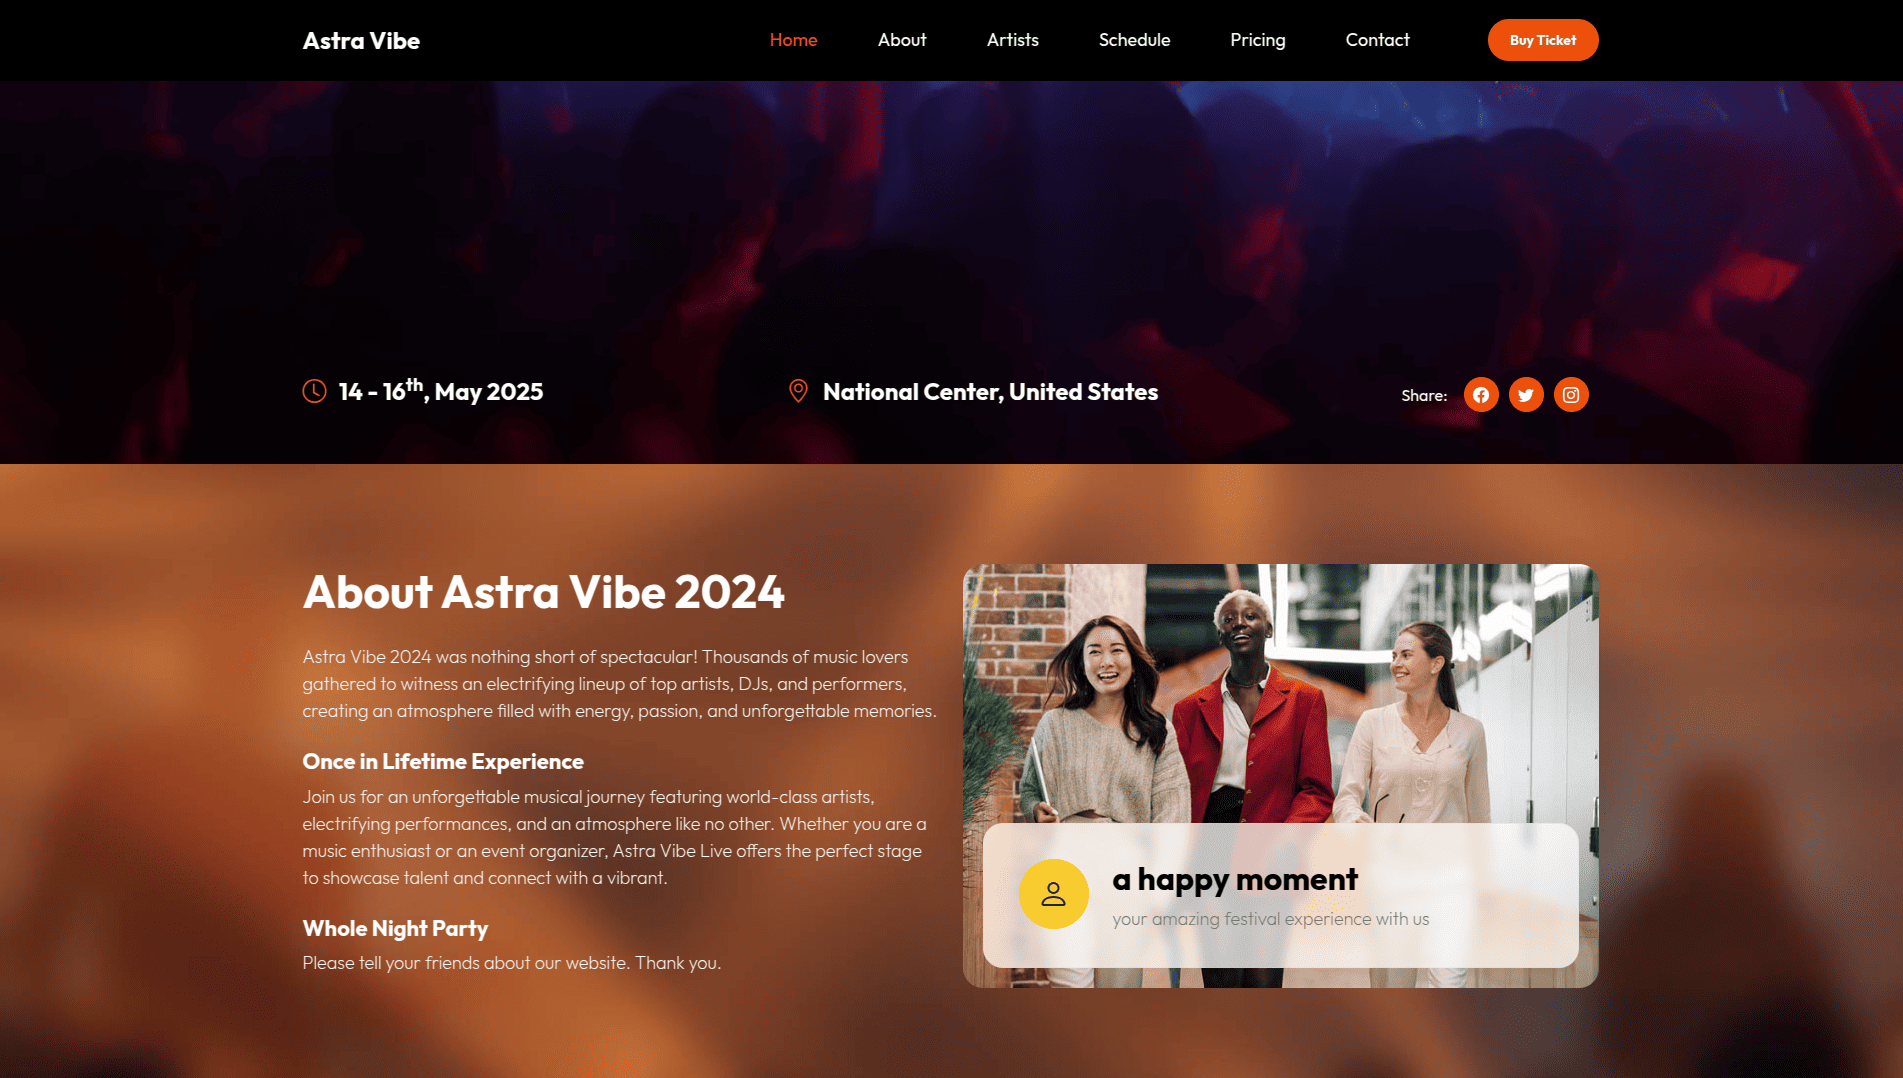 Astra Vibe
Home About Artists Schedule Pricing Contact Buy Ticket
14 - 16th, May 2025
National Center, United States
Share:
About Astra Vibe 2024
Astra Vibe 2024 was nothing short of spectacular! Thousands of music lovers
gathered to witness an electrifying lineup of top artists, DJs, and performers,
creating an atmosphere filled with energy, passion, and unforgettable memories.
Once in Lifetime Experience
Join us for an unforgettable musical journey featuring world-class artists,
electrifying performances, and an atmosphere like no other. Whether you are a
music enthusiast or an event organizer, Astra Vibe Live offers the perfect stage
to showcase talent and connect with a vibrant.
Whole Night Party
Please tell your friends about our website. Thank you.
a happy moment
your amazing festival experience with us